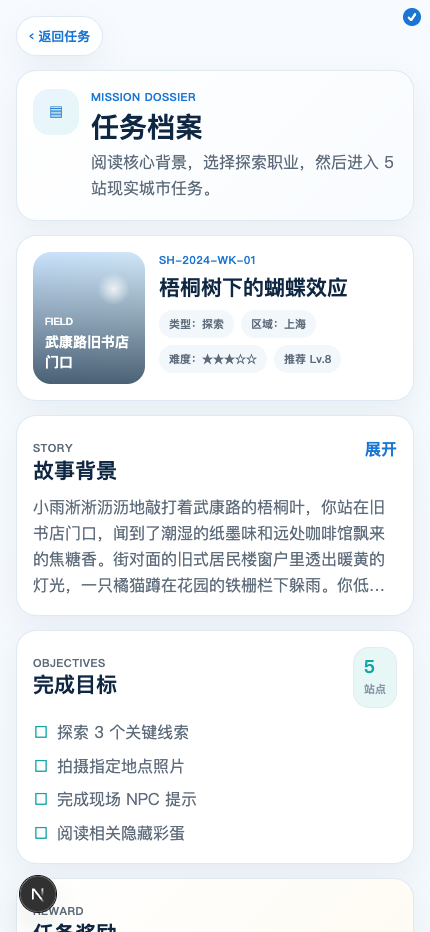 ‹ 返回任务
MISSION DOSSIER
任务档案
阅读核心背景，选择探索职业，然后进入 5
站现实城市任务。
SH-2024-WK-01
梧桐树下的蝴蝶效应
FIELD
武康路旧书店
门口
类型：探索
区域：上海
难度：★★★☆☆
推荐 Lv.8
STORY
展开
故事背景
小雨淅淅沥沥地敲打着武康路的梧桐叶，你站在旧
书店门口，闻到了潮湿的纸墨味和远处咖啡馆飘来
的焦糖香。街对面的旧式居民楼窗户里透出暖黄的
灯光，一只橘猫蹲在花园的铁栅栏下躲雨。你低...
OBJECTIVES
完成目标
5
站点
探索 3 个关键线索
拍摄指定地点照片
完成现场 NPC 提示
阅读相关隐藏彩蛋
N
REWARD
任务奖励